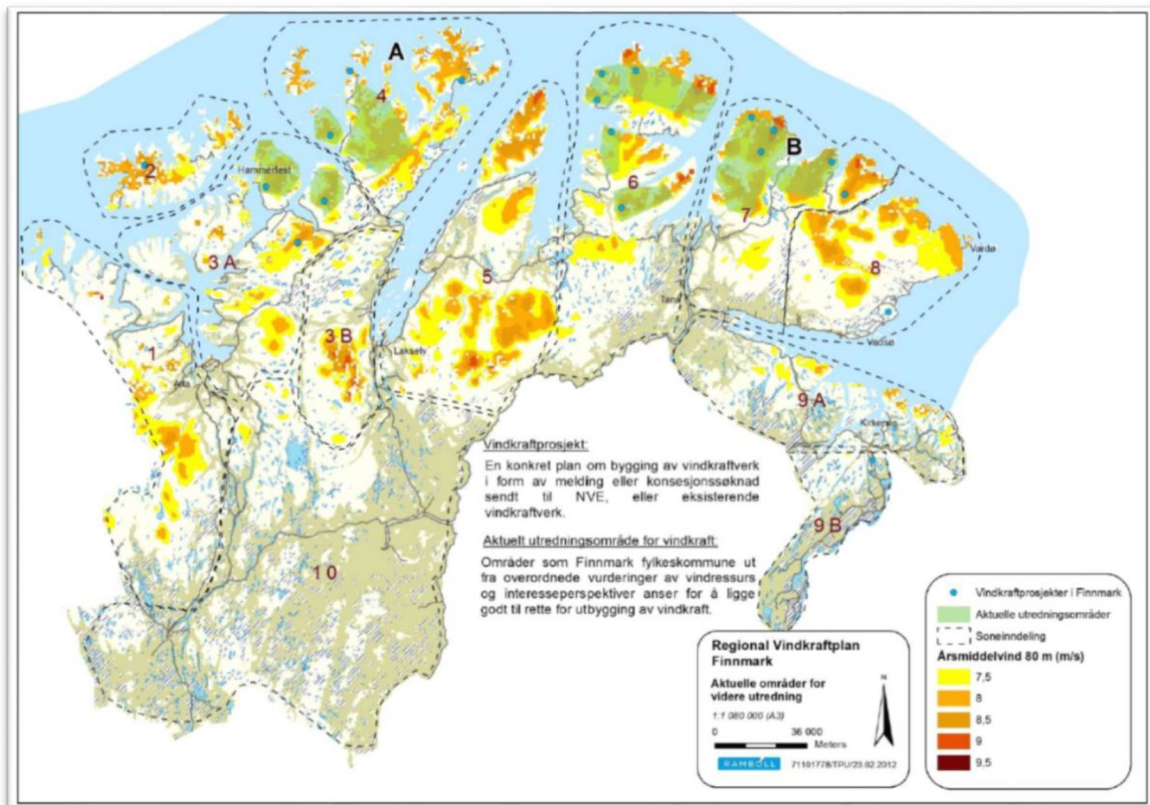 A
4
2
Hammerfest
B
6
7
3 A
8
Vardø
5
Tana
3 B
Vadsø
1
Lakselv
Alta
9 A
Kirkenes
Vindkraftprosjekt:
En konkret plan om bygging av vindkraftverk
i form av melding eller konsesjonssøknad
sendt til NVE, eller eksisterende
vindkraftverk.
9 B
Aktuelt utredningsområde for vindkraft:
Områder som Finnmark fylkeskommune ut
fra overordnede vurderinger av vindressurs
og interesseperspektiver anser for å ligge
godt til rette for utbygging av vindkraft.
10
Regional Vindkraftplan
Finnmark
Aktuelle områder for
videre utredning
1:1 080 000 (A3)
N
0 36 000
Meters
RAMBOLL 71101778/TPU/23.02.2012
Vindkraftprosjekter i Finnmark
Aktuelle utredningsområder
Soneinndeling
Årsmiddelvind 80 m (m/s)
7,5
8
8,5
9
9,5